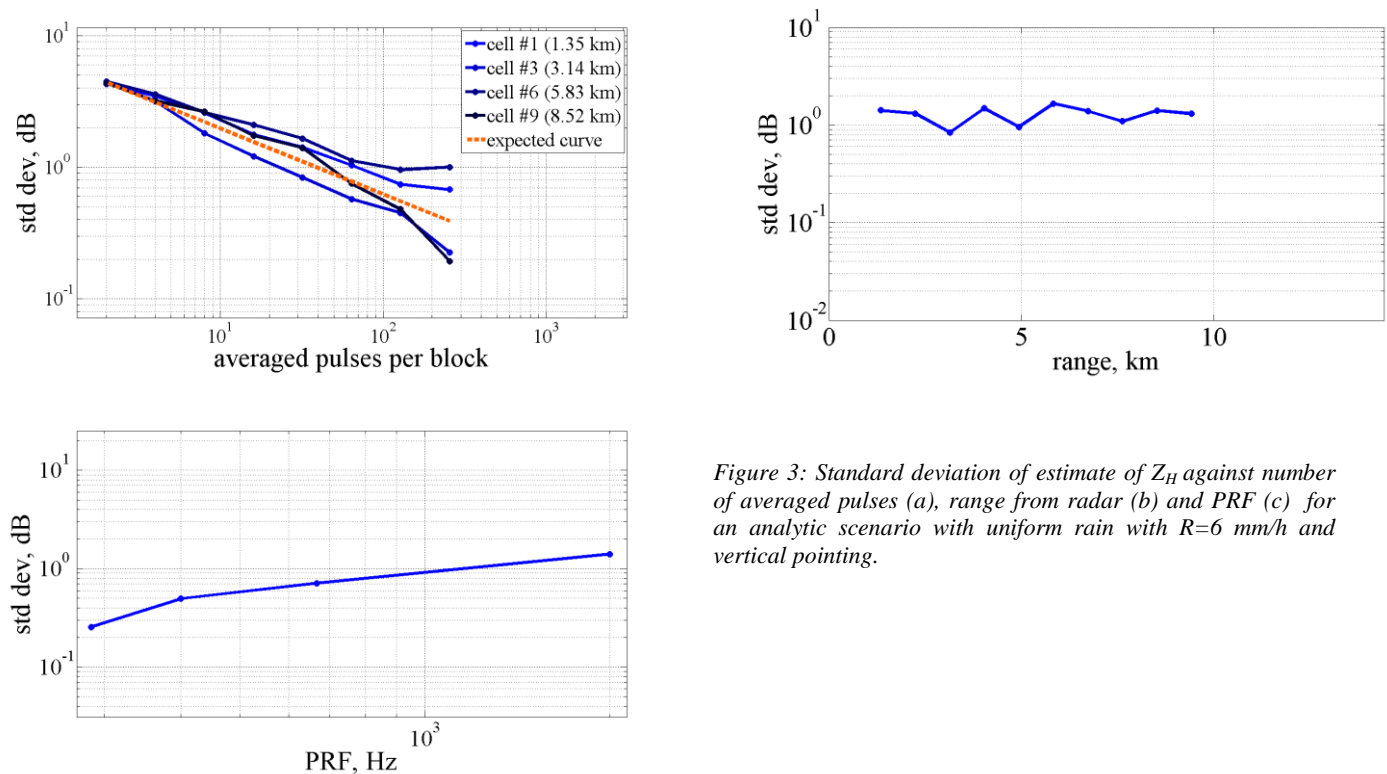 10^1
10^0
10^-1
std dev, dB
cell #1 (1.35 km)
cell #3 (3.14 km)
cell #6 (5.83 km)
cell #9 (8.52 km)
expected curve
10^1
10^2
10^3
averaged pulses per block
10^1
10^0
10^-1
10^-2
std dev, dB
0
5
10
range, km
10^1
10^0
10^-1
std dev, dB
10^3
PRF, Hz
Figure 3: Standard deviation of estimate of Z_H against number
of averaged pulses (a), range from radar (b) and PRF (c) for
an analytic scenario with uniform rain with R=6 mm/h and
vertical pointing.